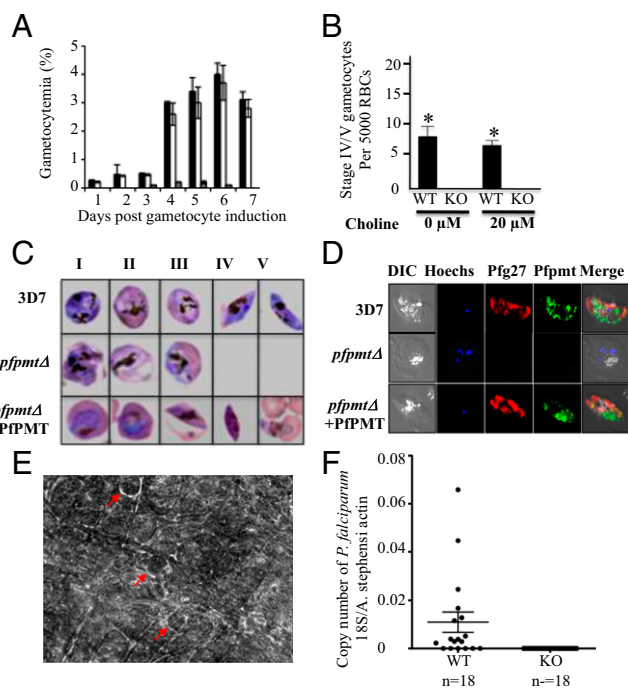 A
Gametocytemia (%)
5
4
3
2
1
0
1 2 3 4 5 6 7
Days post gametocyte induction
B
Stage IV/V gametocytes
Per 5000 RBCs
20
15
10
5
0
* *
WT KO WT KO
Choline 0 µM 20 µM
C
I II III IV V
3D7
pfpmtΔ
fpmtΔ
PfPMT
D
DIC Hoechs Pfg27 Pfpmt Merge
3D7
pfpmtΔ
pfpmtΔ
+PfPMT
E
F
Copy number of P. falciparum
18S/A. stephensi actin
0.08
0.06
0.04
0.02
0
WT KO
n=18 n-=18